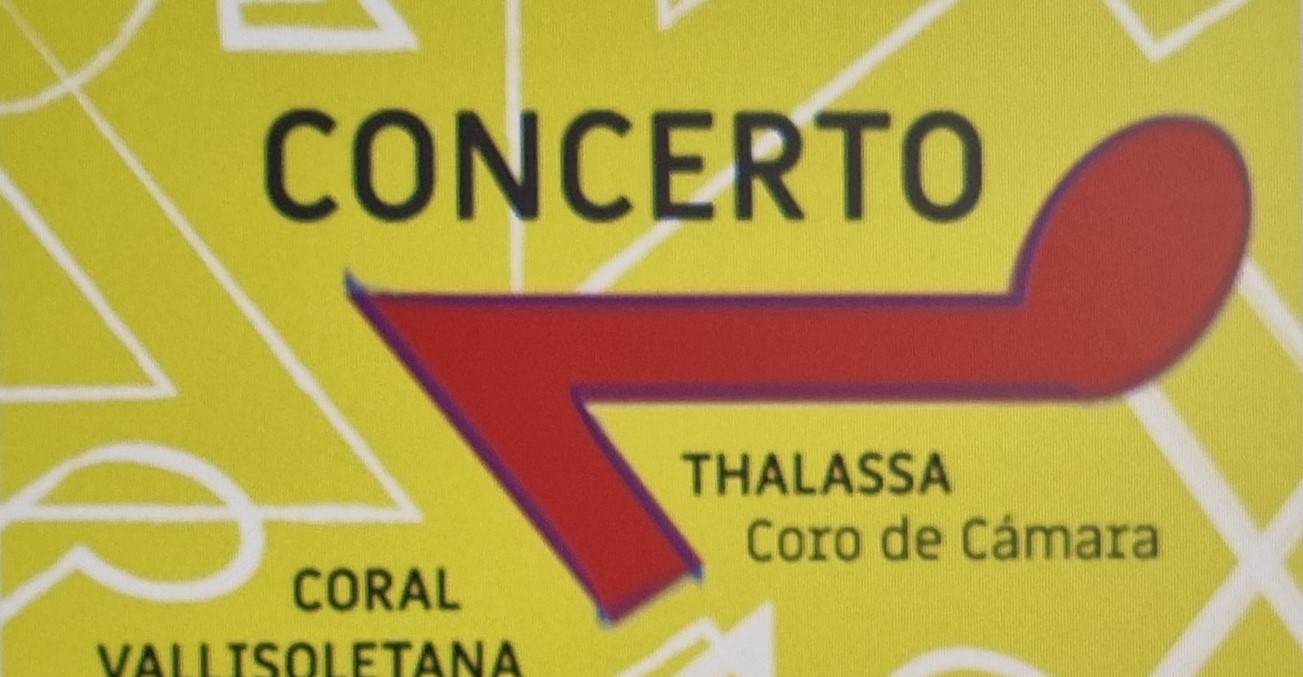 CONCERTO
THALASSA
Coro de Cámara
CORAL
VALLISOLETANA